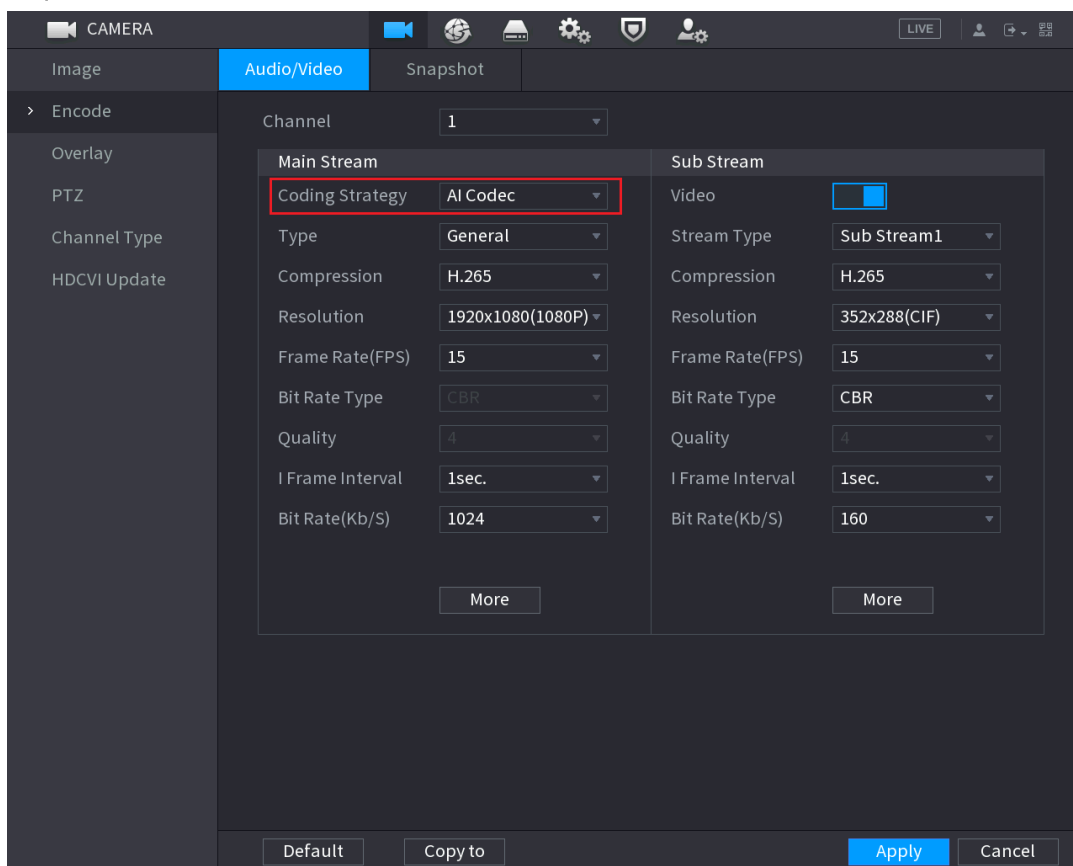 CAMERA LIVE
Image
Encode
Overlay
PTZ
Channel Type
HDCVI Update
Audio/Video Snapshot
Channel 1
Main Stream
Coding Strategy AI Codec
Type General
Compression H.265
Resolution 1920x1080(1080P)
Frame Rate(FPS) 15
Bit Rate Type CBR
Quality 4
I Frame Interval 1sec.
Bit Rate(Kb/S) 1024
More
Sub Stream
Video
Stream Type Sub Stream1
Compression H.265
Resolution 352x288(CIF)
Frame Rate(FPS) 15
Bit Rate Type CBR
Quality 4
I Frame Interval 1sec.
Bit Rate(Kb/S) 160
More
Default Copy to Apply Cancel